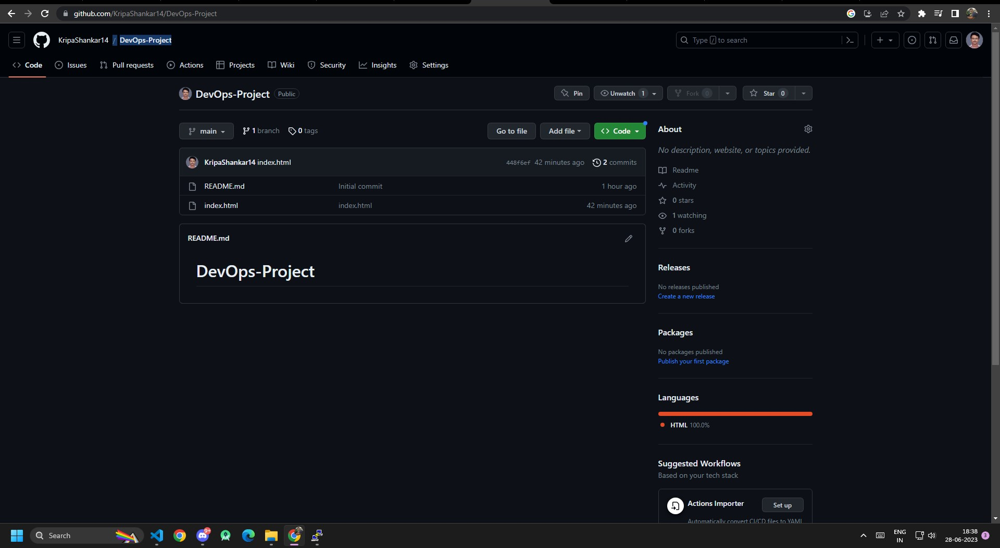 github.com/KripaShankar14/DevOps-Project
KripaShankar14 / DevOps-Project
Type / to search
Code Issues Pull requests Actions Projects Wiki Security Insights Settings
DevOps-Project Public
Pin Unwatch 1 Fork 0 Star 0
main 1 branch 0 tags Go to file Add file Code
KripaShankar14 index.html 448f6ef 42 minutes ago 2 commits
README.md Initial commit 1 hour ago
index.html index.html 42 minutes ago
README.md
DevOps-Project
About
No description, website, or topics provided.
Readme
Activity
0 stars
1 watching
0 forks
Releases
No releases published
Create a new release
Packages
No packages published
Publish your first package
Languages
HTML 100.0%
Suggested Workflows
Based on your tech stack
Actions Importer Set up
Automatically convert CI/CD files to YAML
Search
9+
ENG
IN
18:38
28-06-2023
3